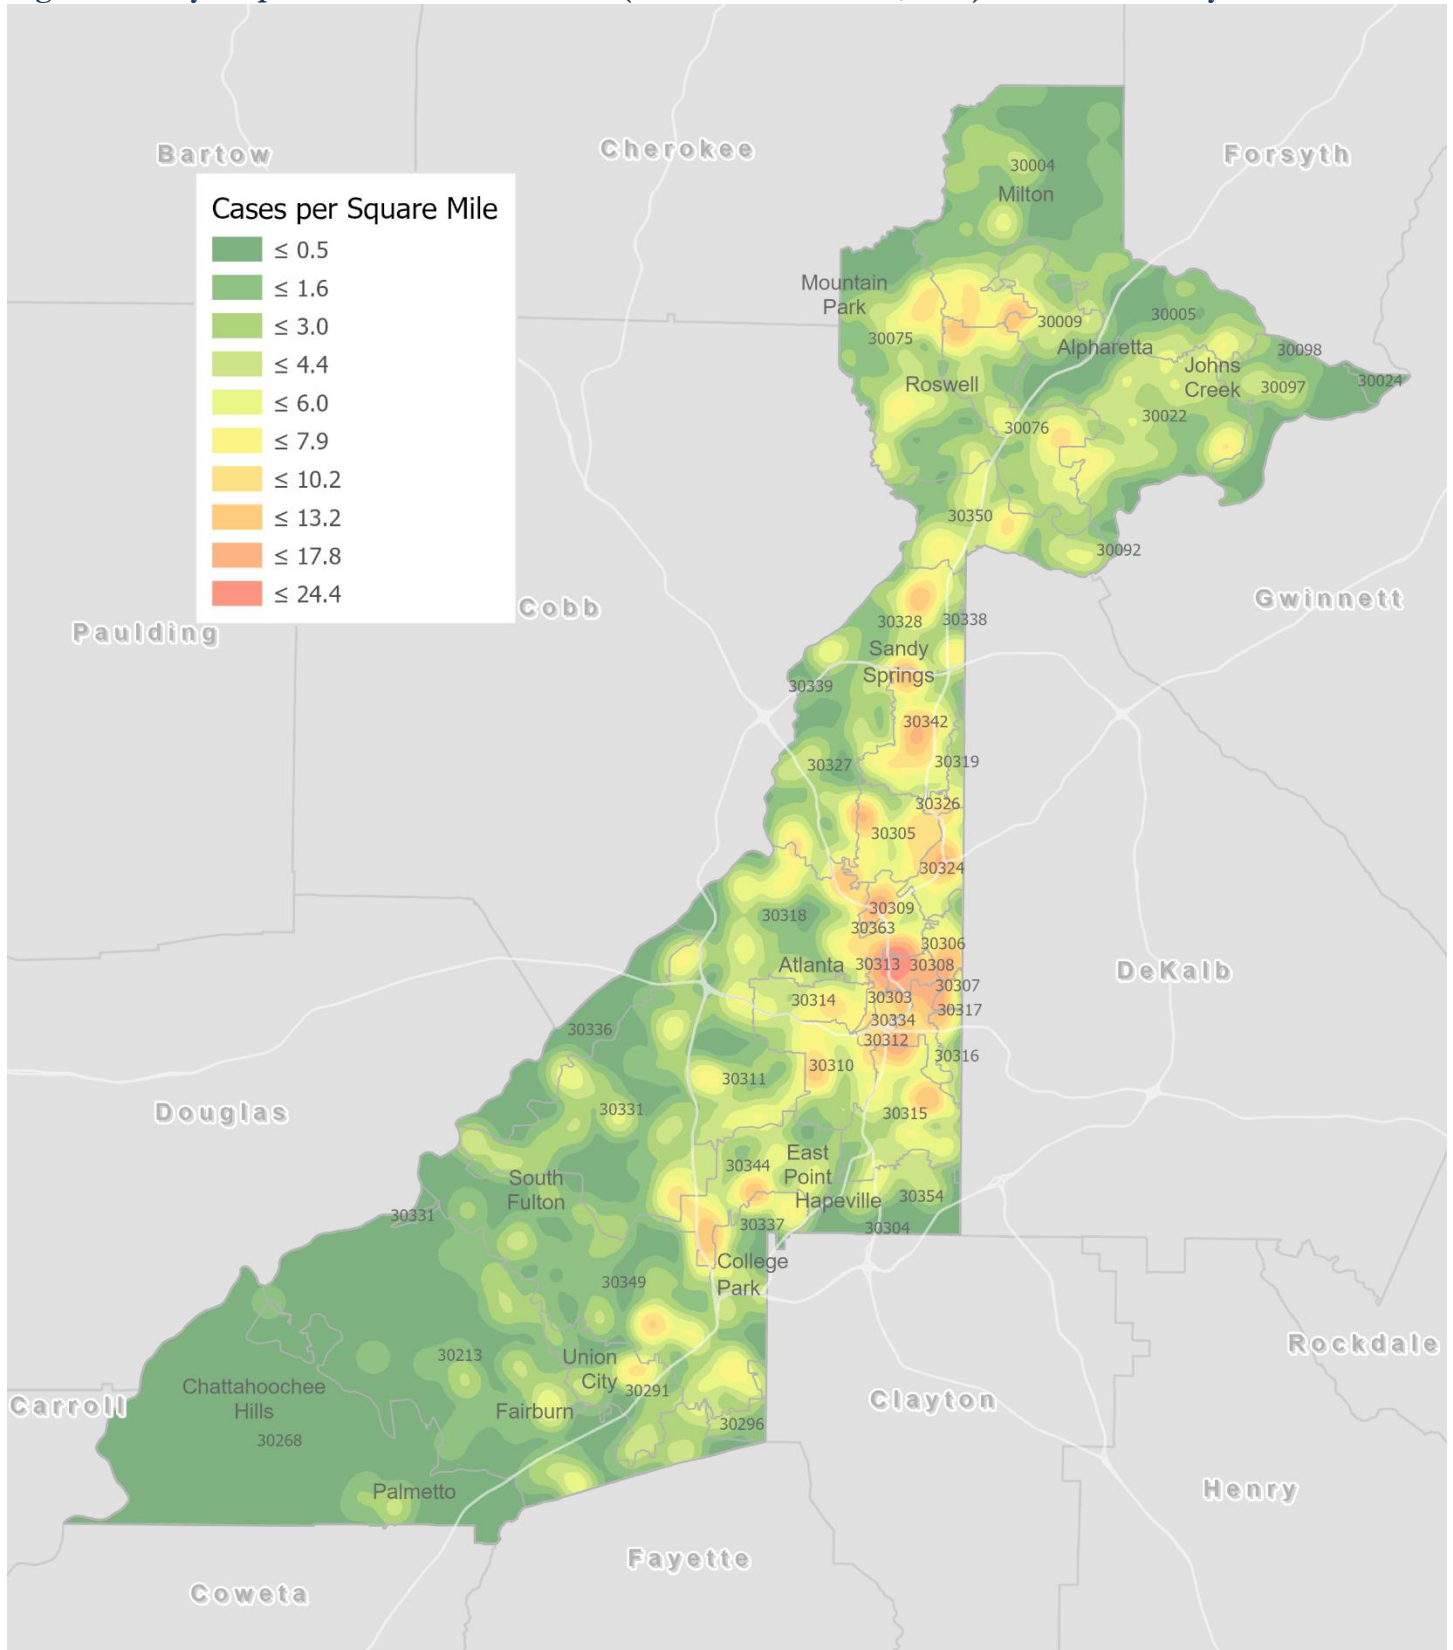 Bartow
Cherokee
Forsyth
Cases per Square Mile
≤ 0.5
≤ 1.6
≤ 3.0
≤ 4.4
≤ 6.0
≤ 7.9
≤ 10.2
≤ 13.2
≤ 17.8
≤ 24.4
30004
Milton
Mountain
Park
30075
30009
30005
Alpharetta
30098
Johns
Creek
30097
30024
Roswell
30022
30076
30350
30092
Gwinnett
Cobb
Paulding
30328
30338
Sandy
Springs
30339
30342
30327
30319
30326
30305
30324
30309
30318
30363
30306
Atlanta
30313
30308
DeKalb
30307
30314
30303
30317
30334
30336
30312
30316
30310
30311
Douglas
30331
30315
East
Point
30344
South
Fulton
Hapeville
30354
30331
30337
30304
College
Park
30349
Rockdale
30213
Union
City
30291
Chattahoochee
Hills
Carroll
Fairburn
Clayton
30296
30268
Palmetto
Henry
Fayette
Coweta